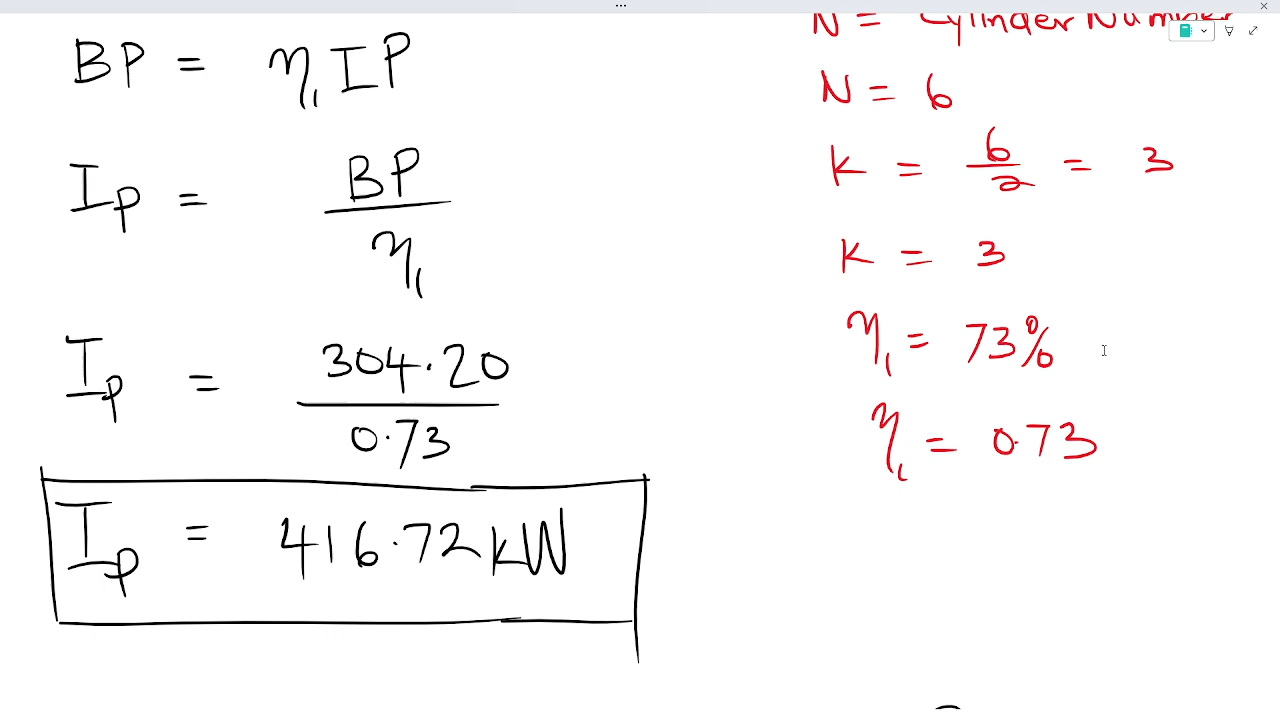 BP = η₁ IP
Ip = BP / η₁
Ip = 304.20 / 0.73
Ip = 416.72 kW
N = Cylinder Number
N = 6
K = 6/2 = 3
K = 3
η₁ = 73%
η₁ = 0.73